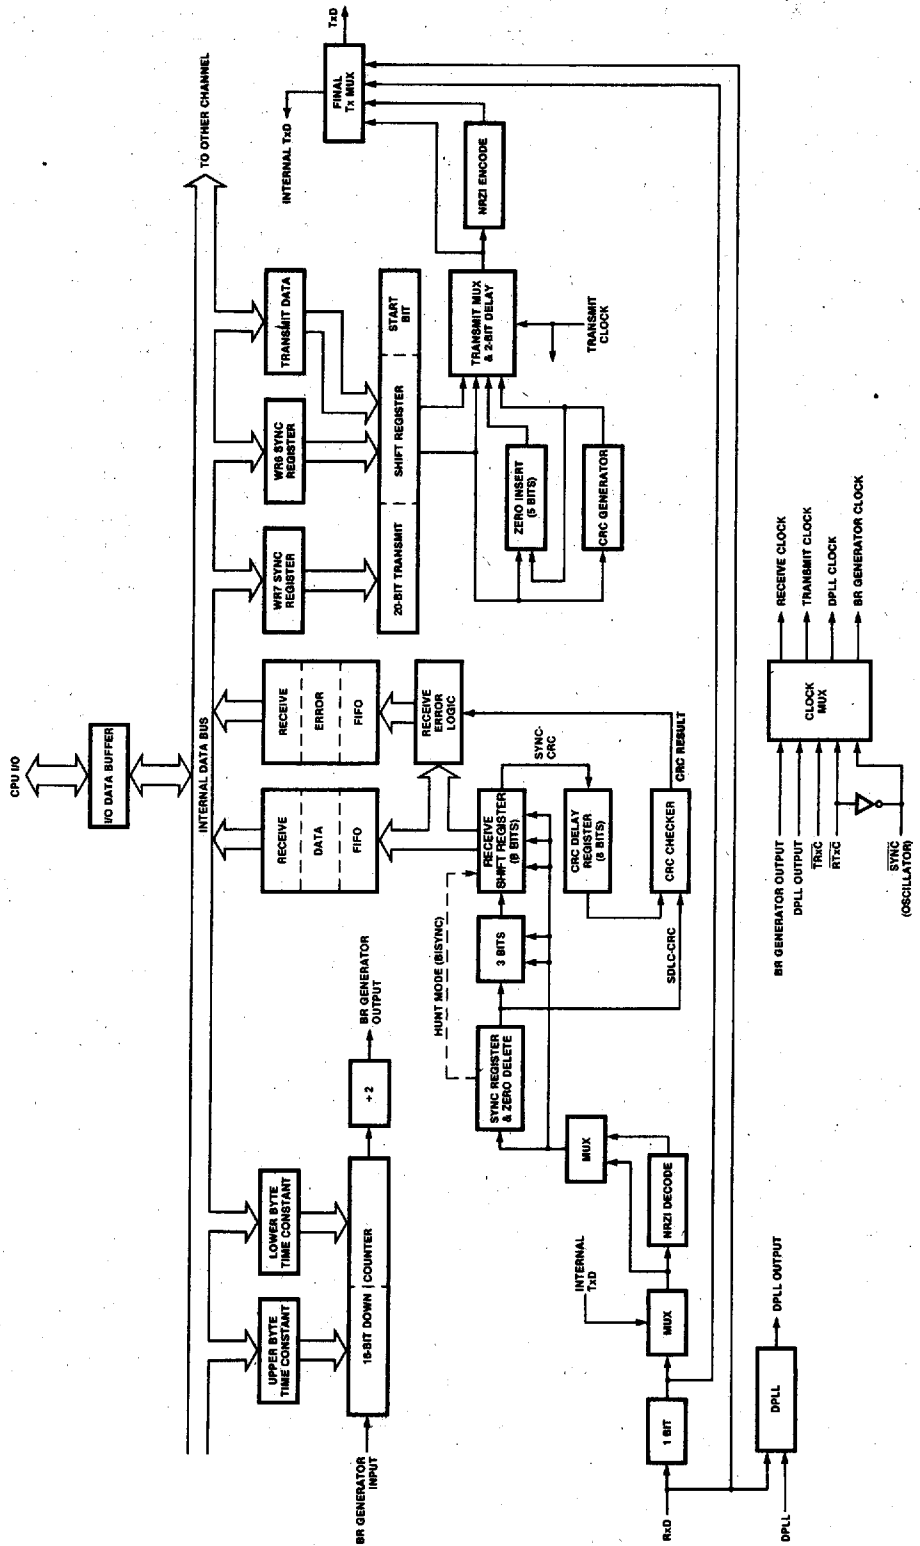 CPU I/O
I/O DATA BUFFER
INTERNAL DATA BUS
TO OTHER CHANNEL
UPPER BYTE
TIME CONSTANT
LOWER BYTE
TIME CONSTANT
BR GENERATOR
INPUT
16-BIT DOWN COUNTER
÷2
BR GENERATOR
OUTPUT
RECEIVE
DATA
FIFO
RECEIVE
ERROR
FIFO
RECEIVE
ERROR
LOGIC
WR7 SYNC
REGISTER
WR6 SYNC
REGISTER
TRANSMIT DATA
20-BIT TRANSMIT
SHIFT REGISTER
START
BIT
INTERNAL TxD
FINAL
Tx MUX
TxD
NRZI ENCODE
TRANSMIT MUX
& 2-BIT DELAY
TRANSMIT
CLOCK
ZERO INSERT
(5 BITS)
CRC GENERATOR
HUNT MODE (BISYNC)
SYNC REGISTER
& ZERO DELETE
3 BITS
RECEIVE
SHIFT REGISTER
(8 BITS)
SYNC-
CRC
CRC DELAY
REGISTER
(8 BITS)
CRC CHECKER
CRC RESULT
SDLC-CRC
INTERNAL
TxD
MUX
RxD
1 BIT
MUX
NRZI DECODE
DPLL
DPLL
DPLL OUTPUT
BR GENERATOR OUTPUT
DPLL OUTPUT
TRxC
RTxC
SYNC
(OSCILLATOR)
CLOCK
MUX
RECEIVE CLOCK
TRANSMIT CLOCK
DPLL CLOCK
BR GENERATOR CLOCK